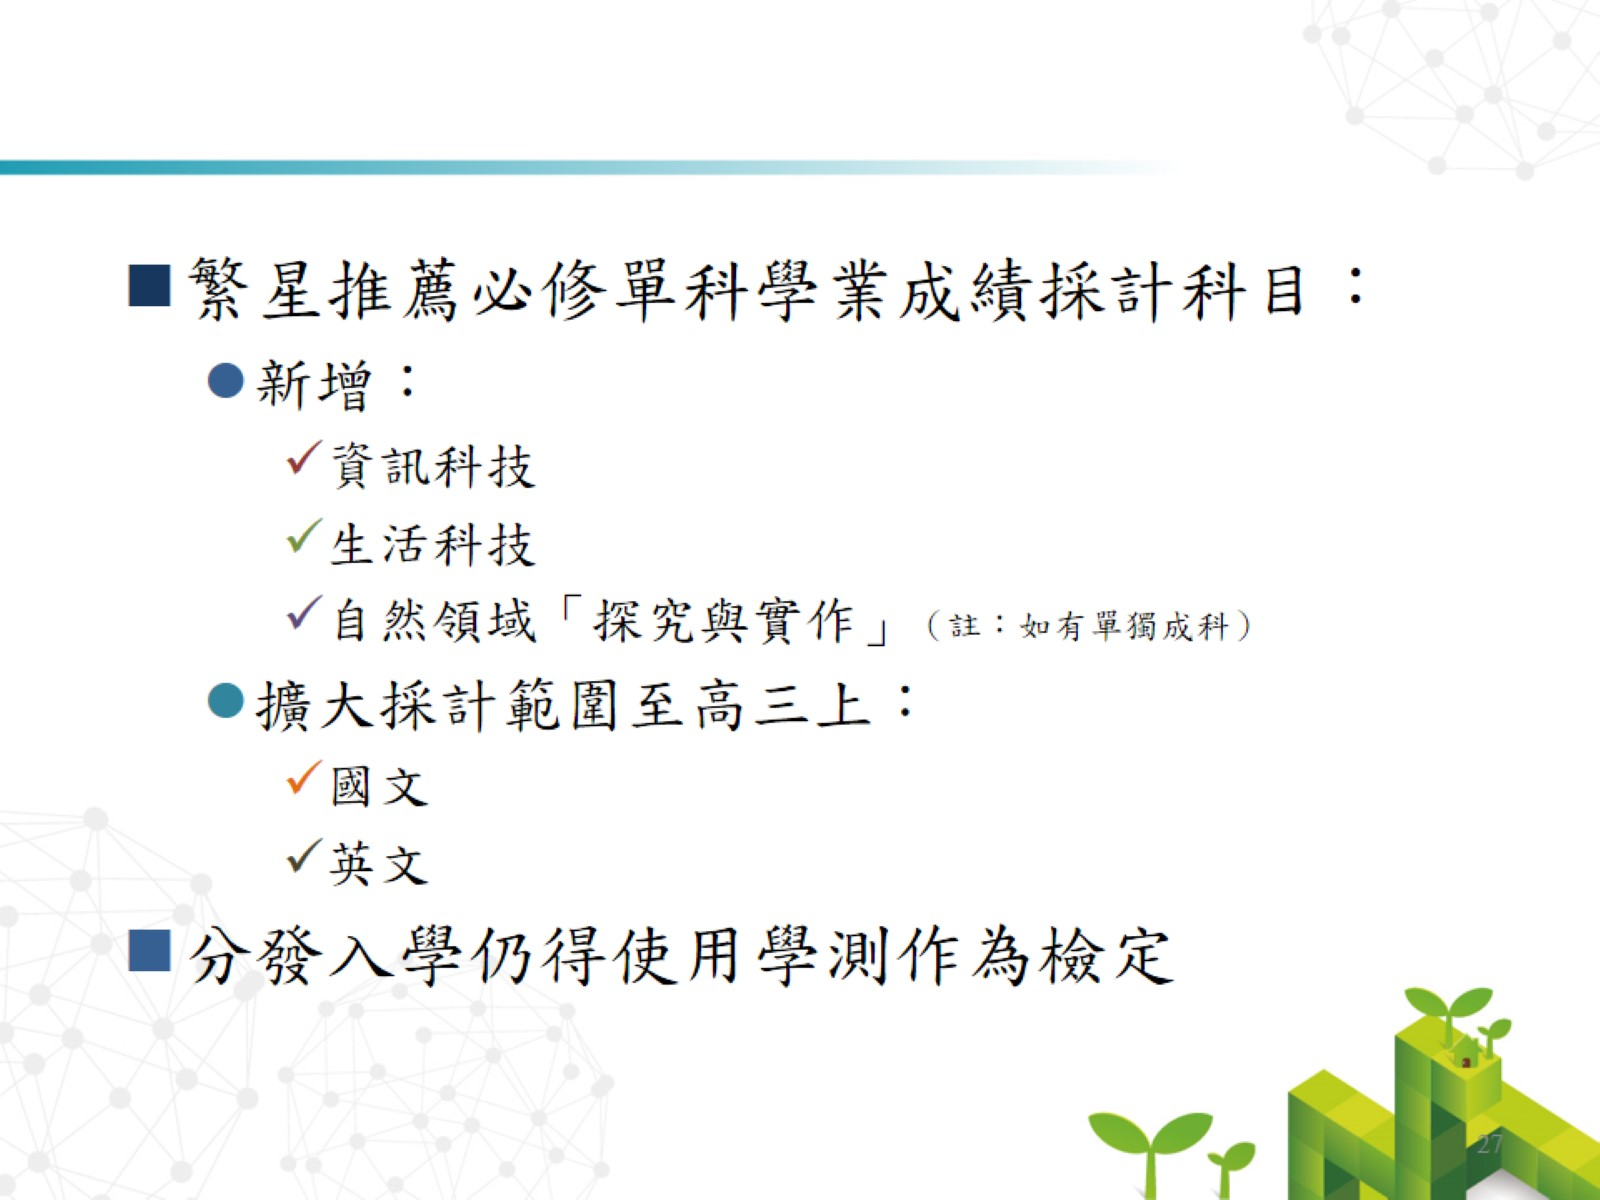 繁星推薦必修單科學業成績採計科目：
新增：
資訊科技
生活科技
自然領域「探究與實作」（註：如有單獨成科）
擴大採計範圍至高三上：
國文
英文
分發入學仍得使用學測作為檢定
27